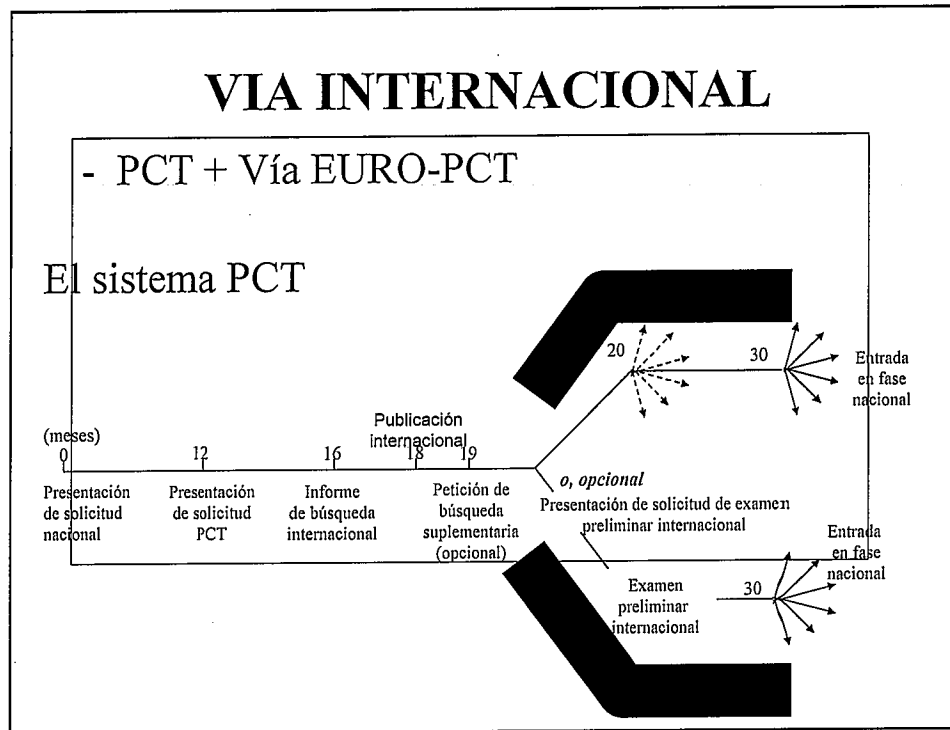 VIA INTERNACIONAL
- PCT + Vía EURO-PCT
El sistema PCT
20
30
Entrada
en fase
nacional
Publicación
internacional
(meses)
0
12
16
18
19
Presentación
de solicitud
nacional
Presentación
de solicitud
PCT
Informe
de búsqueda
internacional
Petición de
búsqueda
suplementaria
(opcional)
o, opcional
Presentación de solicitud de examen
preliminar internacional
Examen
preliminar
internacional
30
Entrada
en fase
nacional